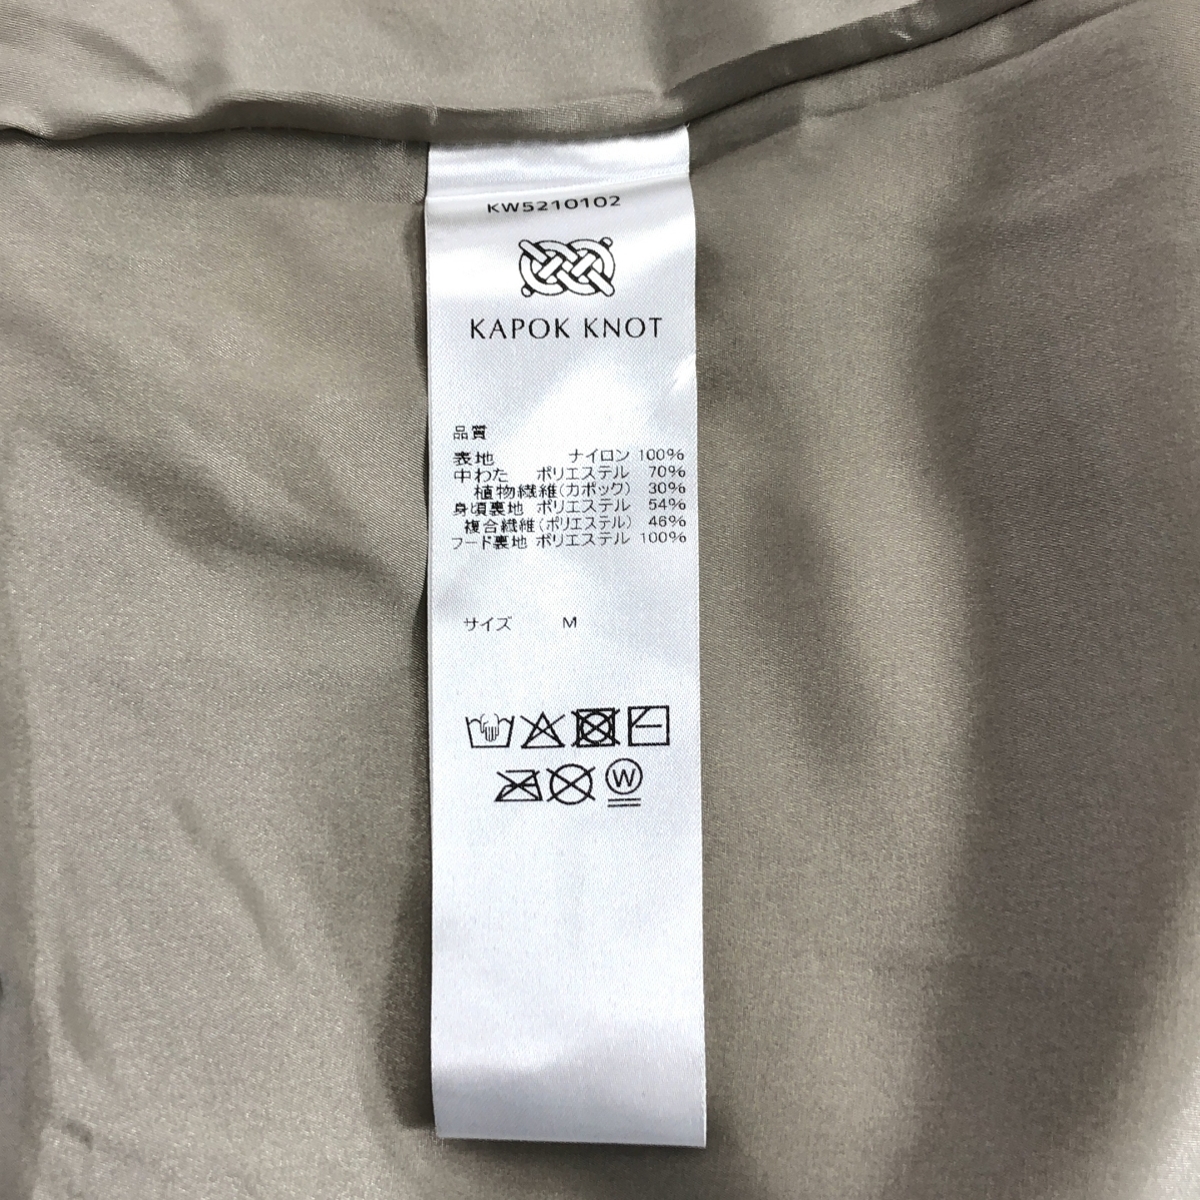 KW5210102
KAPOK KNOT
品質
表地 ナイロン 100%
中わた ポリエステル 70%
植物繊維(カポック) 30%
身頃裏地 ポリエステル 54%
複合繊維(ポリエステル) 46%
フード裏地 ポリエステル 100%
サイズ M
W